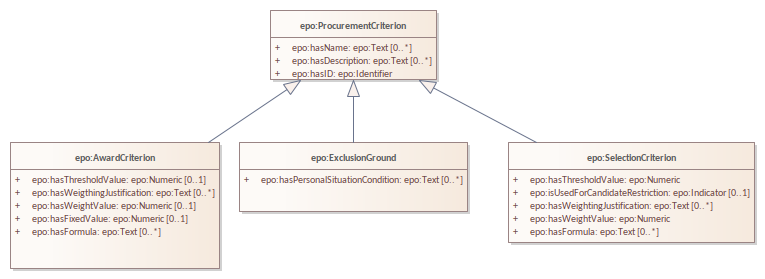 epo:ProcurementCriterion
+ epo:hasName: epo:Text [0..*]
+ epo:hasDescription: epo:Text [0..*]
+ epo:hasID: epo:Identifier
epo:AwardCriterion
+ epo:hasThresholdValue: epo:Numeric [0..1]
+ epo:hasWeigthingJustification: epo:Text [0..*]
+ epo:hasWeightValue: epo:Numeric [0..1]
+ epo:hasFixedValue: epo:Numeric [0..1]
+ epo:hasFormula: epo:Text [0..*]
epo:ExclusionGround
+ epo:hasPersonalSituationCondition: epo:Text [0..*]
epo:SelectionCriterion
+ epo:hasThresholdValue: epo:Numeric
+ epo:isUsedForCandidateRestriction: epo:Indicator [0..1]
+ epo:hasWeightingJustification: epo:Text [0..*]
+ epo:hasWeightValue: epo:Numeric
+ epo:hasFormula: epo:Text [0..*]